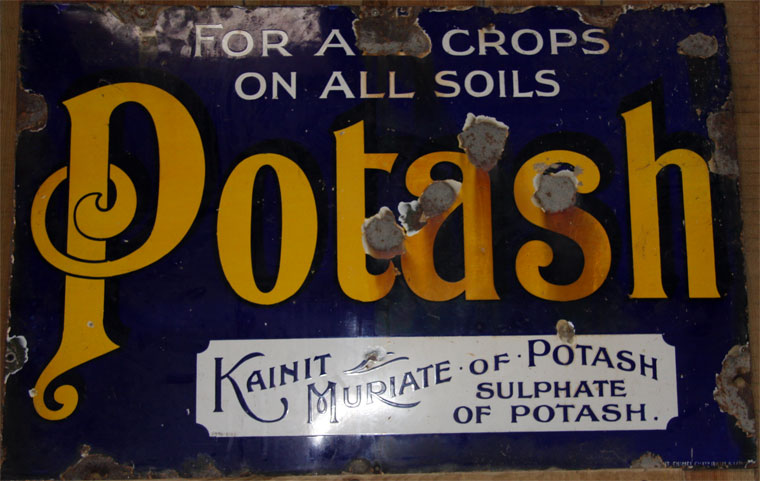 FOR CROPS
ON ALL SOILS
Potash
KAINIT MURIATE · OF · POTASH
SULPHATE
OF POTASH.